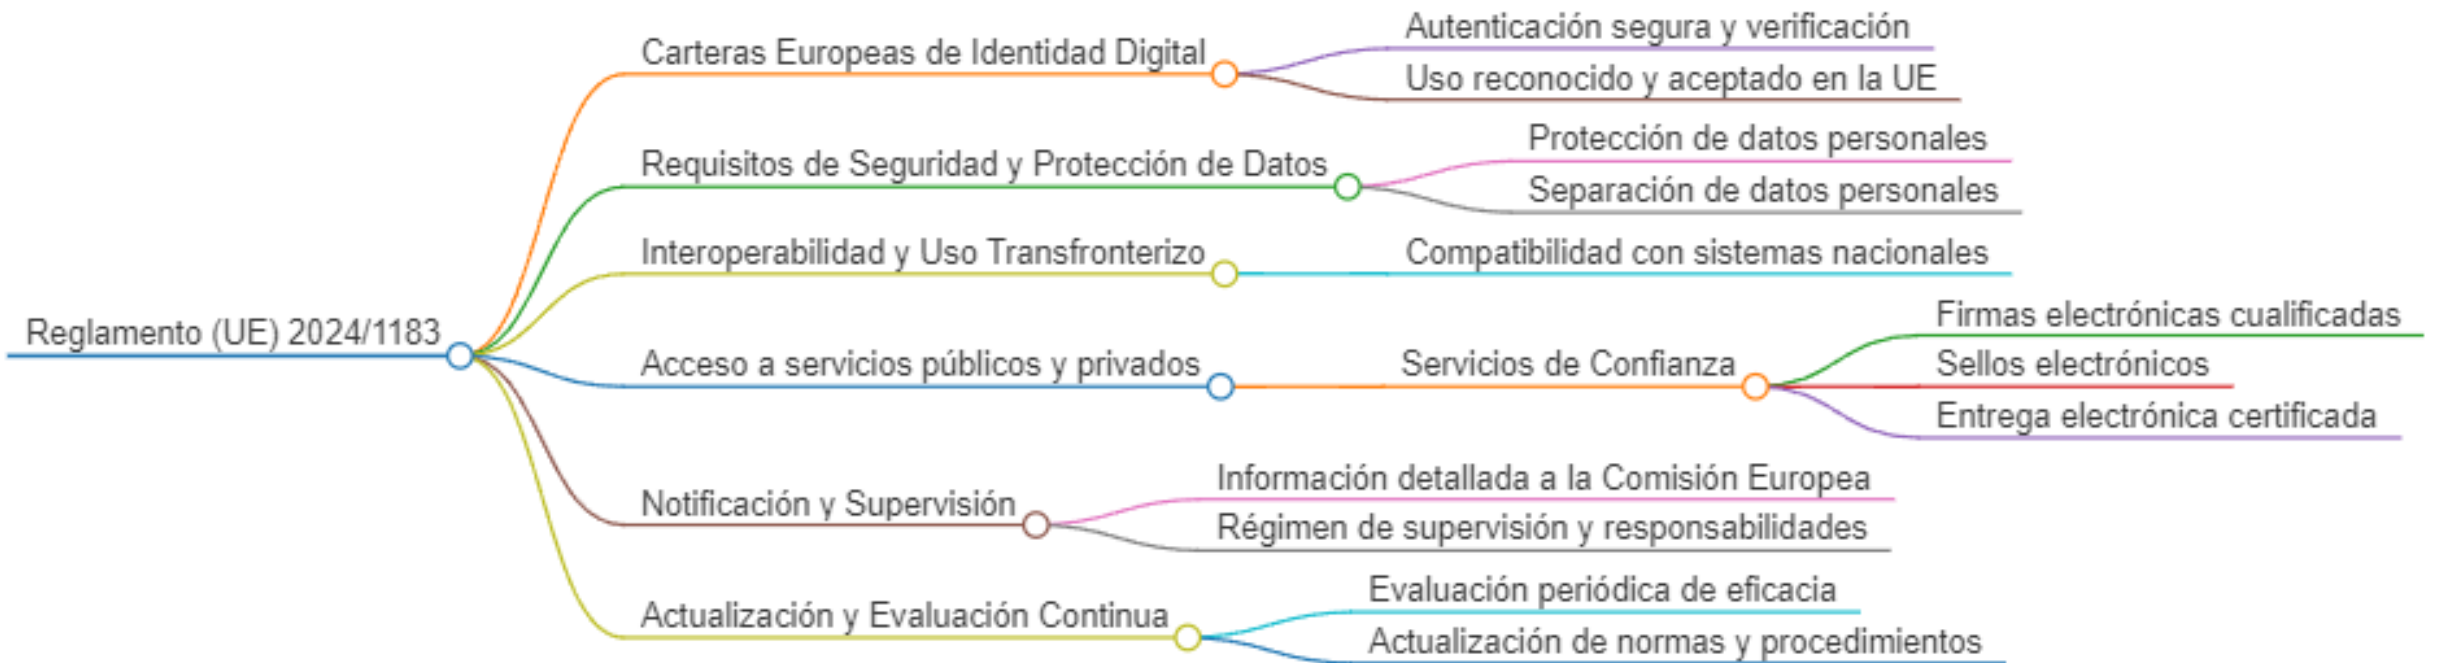 Reglamento (UE) 2024/1183
Carteras Europeas de Identidad Digital
Autenticación segura y verificación
Uso reconocido y aceptado en la UE
Requisitos de Seguridad y Protección de Datos
Protección de datos personales
Separación de datos personales
Interoperabilidad y Uso Transfronterizo
Compatibilidad con sistemas nacionales
Acceso a servicios públicos y privados
Servicios de Confianza
Firmas electrónicas cualificadas
Sellos electrónicos
Entrega electrónica certificada
Notificación y Supervisión
Información detallada a la Comisión Europea
Régimen de supervisión y responsabilidades
Actualización y Evaluación Continua
Evaluación periódica de eficacia
Actualización de normas y procedimientos